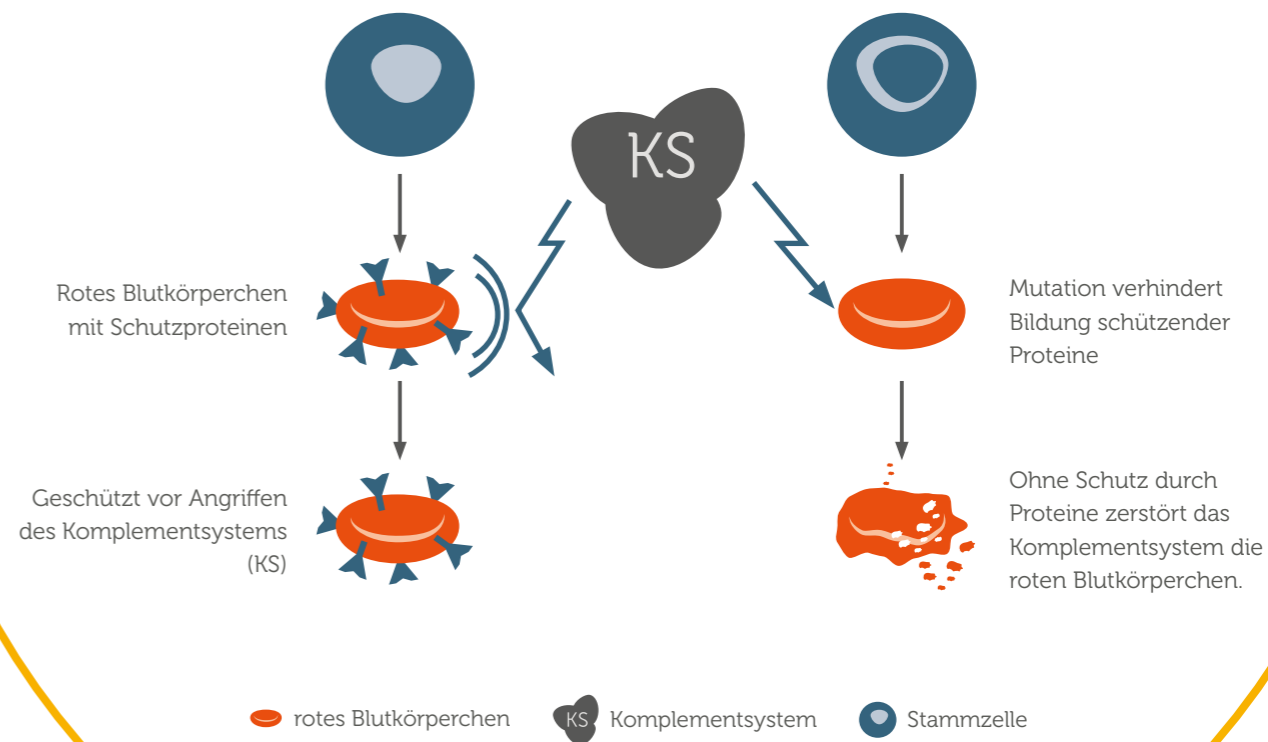 KS
Rotes Blutkörperchen
mit Schutzproteinen
Mutation verhindert
Bildung schützender
Proteine
Geschützt vor Angriffen
des Komplementsystems
(KS)
Ohne Schutz durch
Proteine zerstört das
Komplementsystem die
roten Blutkörperchen.
rotes Blutkörperchen
KS Komplementsystem
Stammzelle